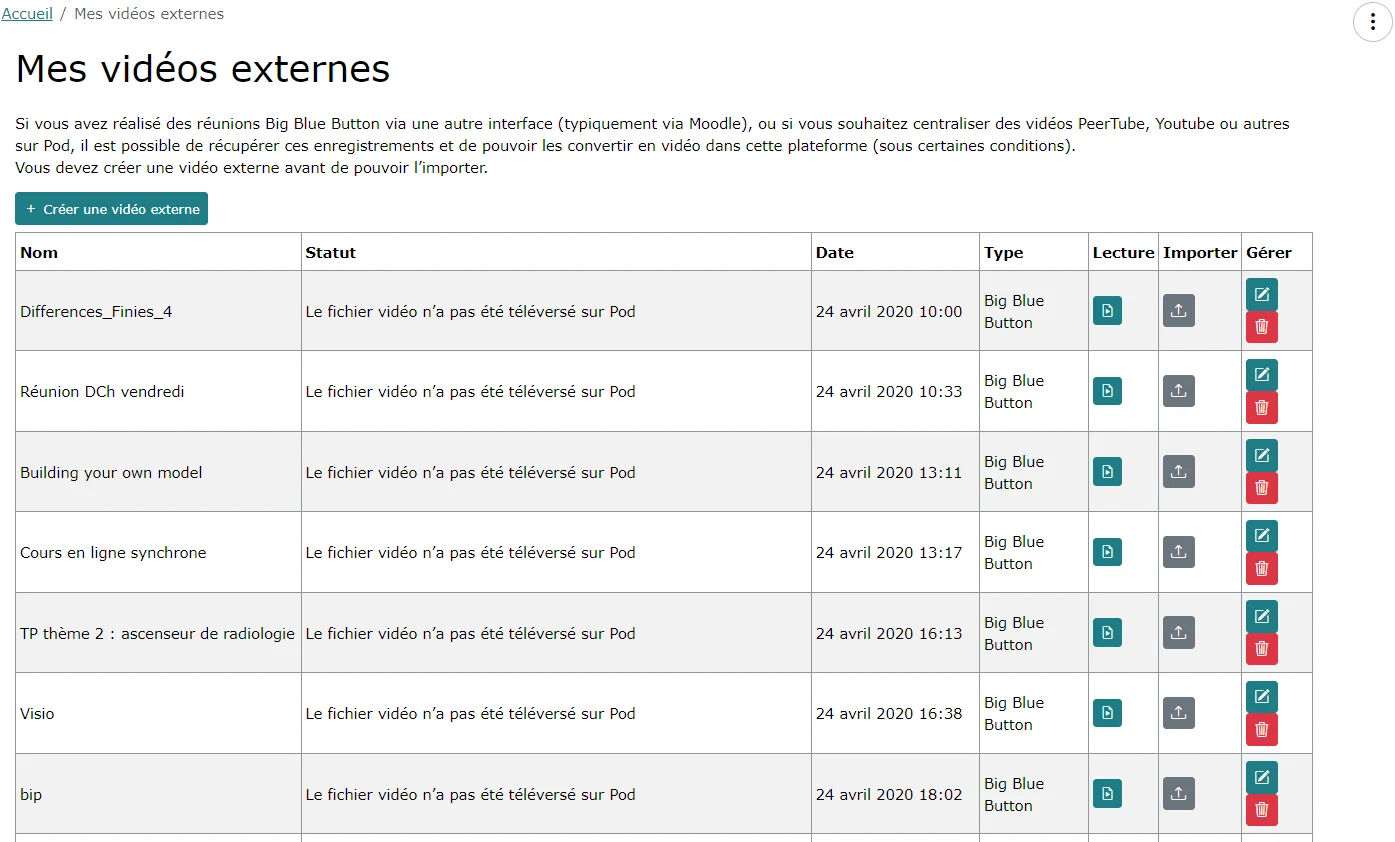 Accueil / Mes vidéos externes
Mes vidéos externes
Si vous avez réalisé des réunions Big Blue Button via une autre interface (typiquement via Moodle), ou si vous souhaitez centraliser des vidéos PeerTube, Youtube ou autres
sur Pod, il est possible de récupérer ces enregistrements et de pouvoir les convertir en vidéo dans cette plateforme (sous certaines conditions).
Vous devez créer une vidéo externe avant de pouvoir l’importer.
+ Créer une vidéo externe
Nom Statut Date Type Lecture Importer Gérer
Differences_Finies_4 Le fichier vidéo n’a pas été téléversé sur Pod 24 avril 2020 10:00 Big Blue
Button
Réunion DCh vendredi Le fichier vidéo n’a pas été téléversé sur Pod 24 avril 2020 10:33 Big Blue
Button
Building your own model Le fichier vidéo n’a pas été téléversé sur Pod 24 avril 2020 13:11 Big Blue
Button
Cours en ligne synchrone Le fichier vidéo n’a pas été téléversé sur Pod 24 avril 2020 13:17 Big Blue
Button
TP thème 2 : ascenseur de radiologie Le fichier vidéo n’a pas été téléversé sur Pod 24 avril 2020 16:13 Big Blue
Button
Visio Le fichier vidéo n’a pas été téléversé sur Pod 24 avril 2020 16:38 Big Blue
Button
bip Le fichier vidéo n’a pas été téléversé sur Pod 24 avril 2020 18:02 Big Blue
Button